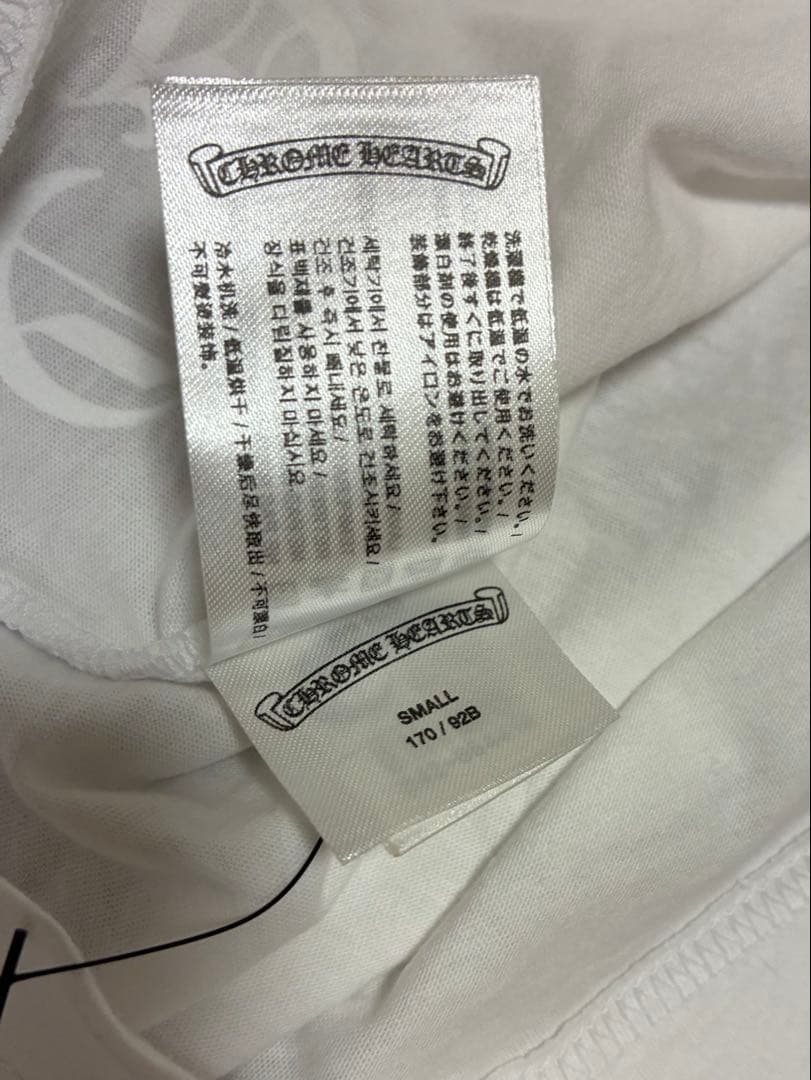 CHROME HEARTS
洗濯機で低温の水でお洗いください。/
乾燥機は低温でご使用ください。/
終了後すぐに取り出してください。/
漂白剤の使用はお避けください。/
装飾部分はアイロンをお避け下さい。
세탁기에서 찬물로 세탁하세요/
건조기에서 낮은 온도로 건조시키세요/
건조 후 즉시 꺼내세요/
표백제를 사용하지 마세요/
장식을 다림질하지 마십시요.
冷水机洗/低温烘干/干燥后尽快取出/不可漂白/
不可熨烫装饰。
CHROME HEARTS
SMALL
170 / 92B